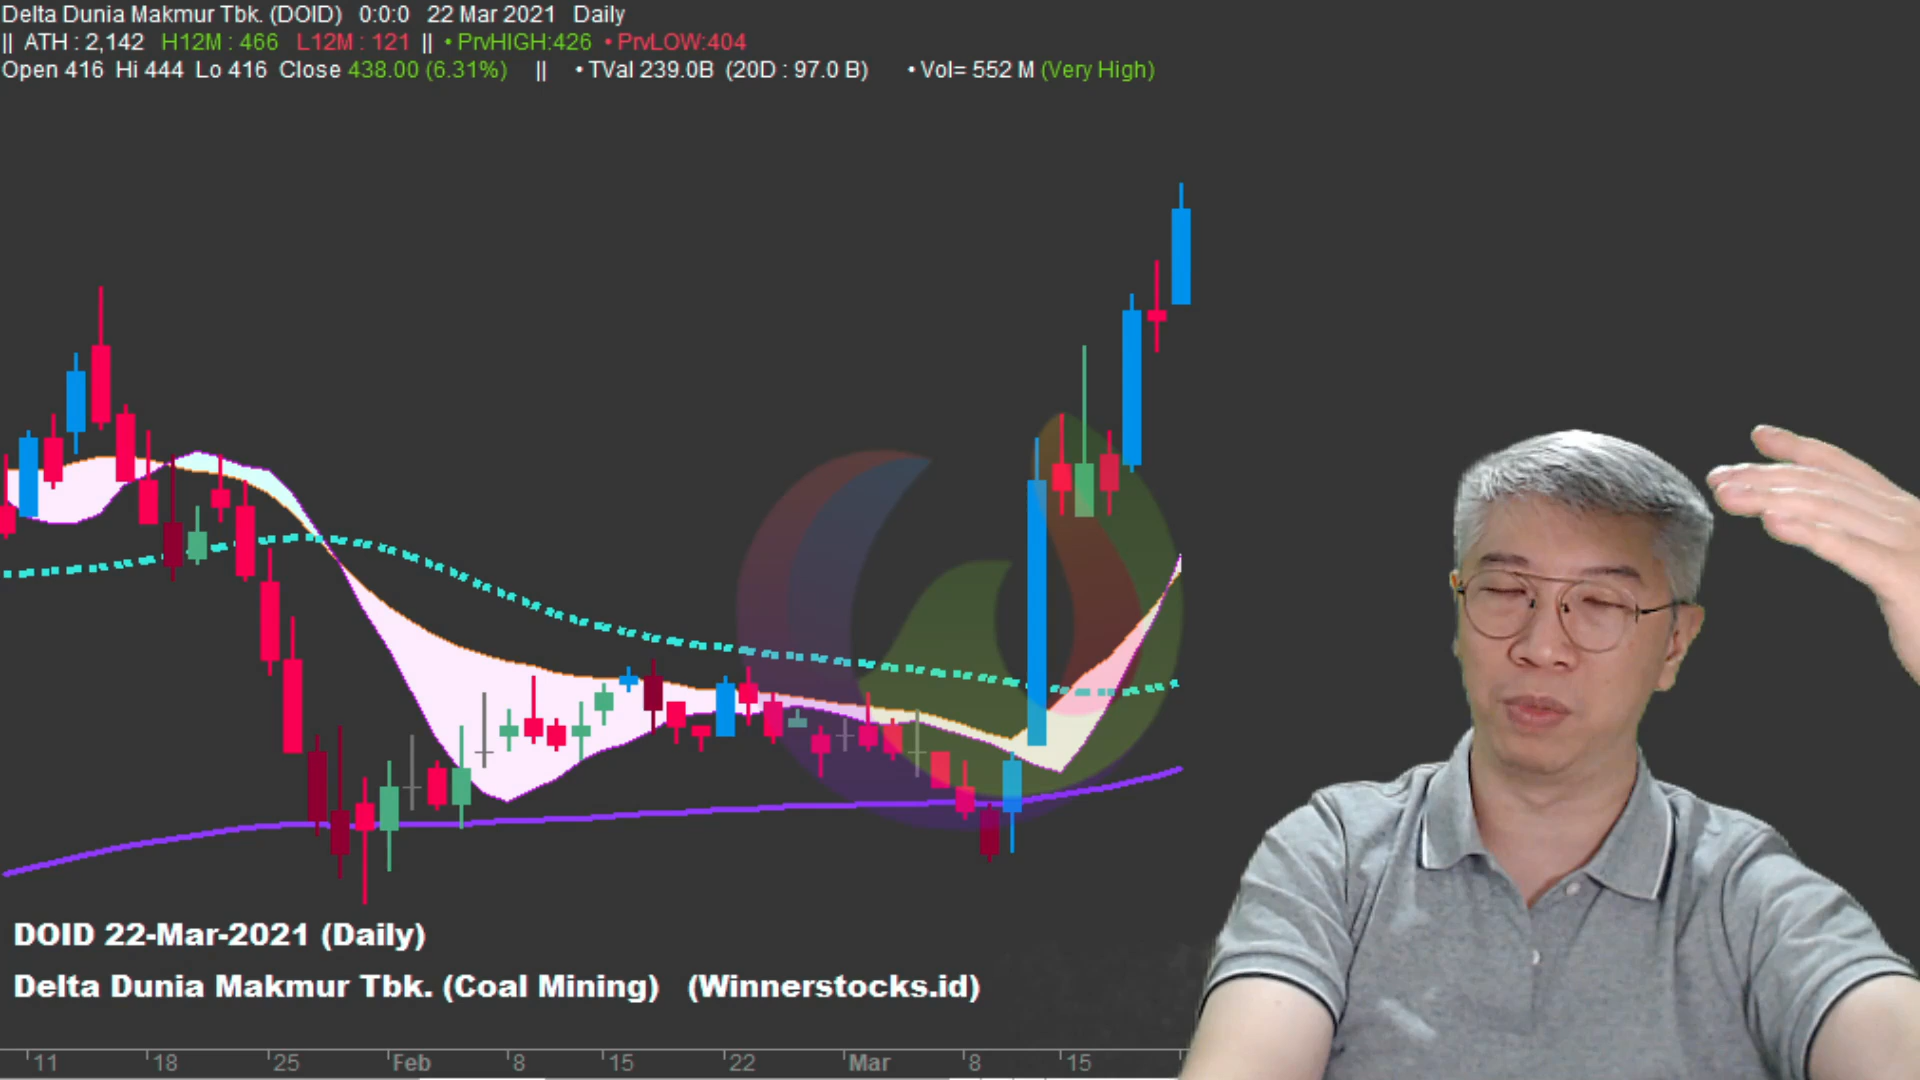 Delta Dunia Makmur Tbk. (DOID) 0:0:0 22 Mar 2021 Daily
|| ATH : 2,142 H12M : 466 L12M : 121 || • PrvHIGH:426 • PrvLOW:404
Open 416 Hi 444 Lo 416 Close 438.00 (6.31%) || • TVal 239.0B (20D : 97.0 B) • Vol= 552 M (Very High)
DOID 22-Mar-2021 (Daily)
Delta Dunia Makmur Tbk. (Coal Mining) (Winnerstocks.id)
11 18 25 Feb 8 15 22 Mar 8 15